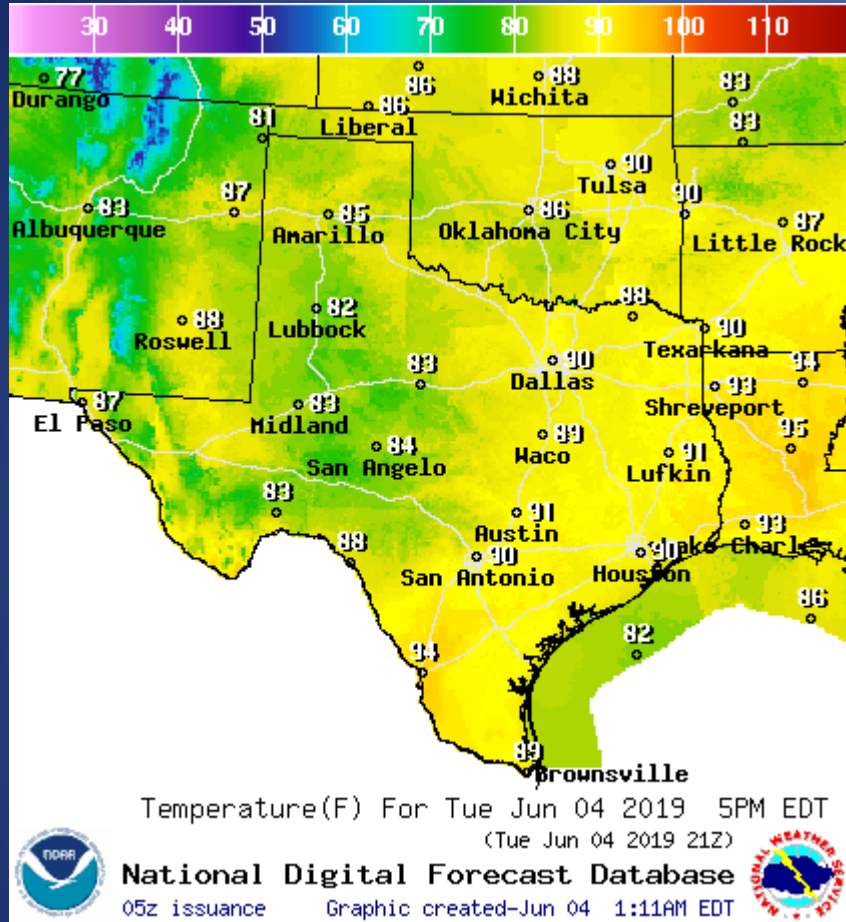 30 40 50 60 70 80 90 100 110
77
Durango
86
88
Wichita
83
86
Liberal
81
83
90
Tulsa
83
Albuquerque
87
85
Amarillo
86
Oklahoma City
90
87
Little Rock
88
Roswell
82
Lubbock
88
90
Texarkana
90
Dallas
83
94
93
Shreveport
87
El Paso
83
Midland
89
Waco
84
San Angelo
95
91
Lufkin
83
91
Austin
93
Lake Charles
88
90
San Antonio
90
Houston
86
82
94
89
Brownsville
Temperature(F) For Tue Jun 04 2019 5PM EDT
(Tue Jun 04 2019 21Z)
NOAA
National Digital Forecast Database
05z issuance Graphic created-Jun 04 1:11AM EDT
NATIONAL WEATHER SERVICE